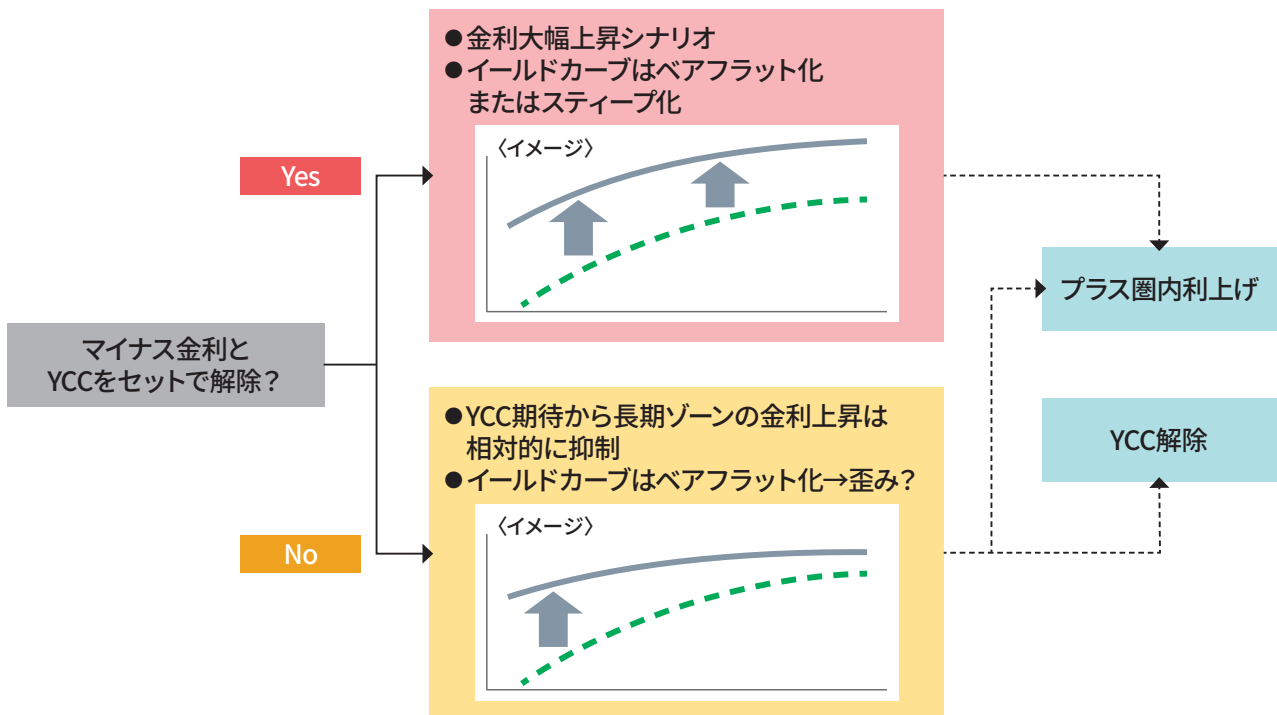 マイナス金利と
YCCをセットで解除？
Yes
●金利大幅上昇シナリオ
●イールドカーブはベアフラット化
またはスティープ化
〈イメージ〉
No
●YCC期待から長期ゾーンの金利上昇は
相対的に抑制
●イールドカーブはベアフラット化→歪み？
〈イメージ〉
プラス圏内利上げ
YCC解除